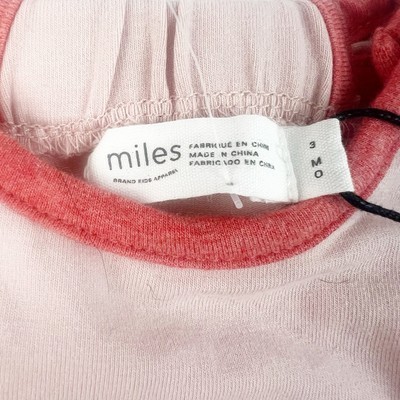 miles
BRAND KIDS APPAREL
FABRIQUÉ EN CHINE
MADE IN CHINA
FABRICADO EN CHINA
3
MO